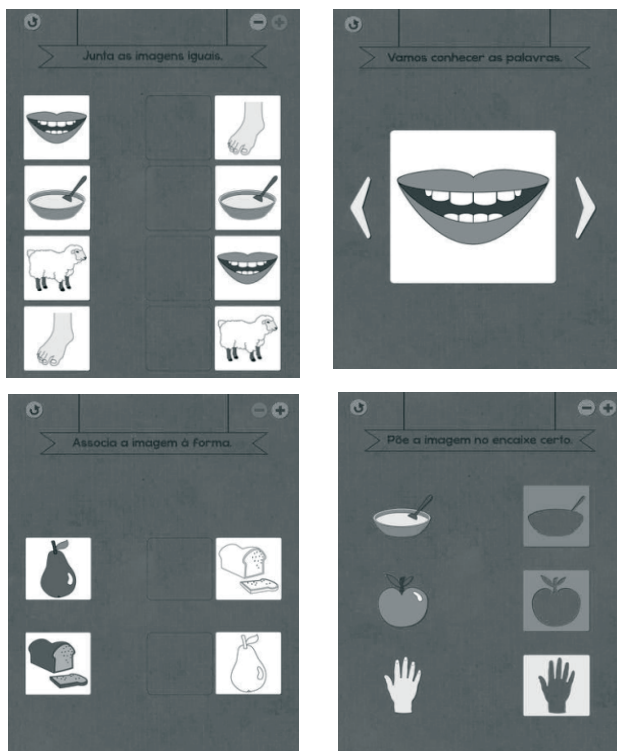 Junta as imagens iguais.
Vamos conhecer as palavras.
Associa a imagem à forma.
Põe a imagem no encaixe certo.